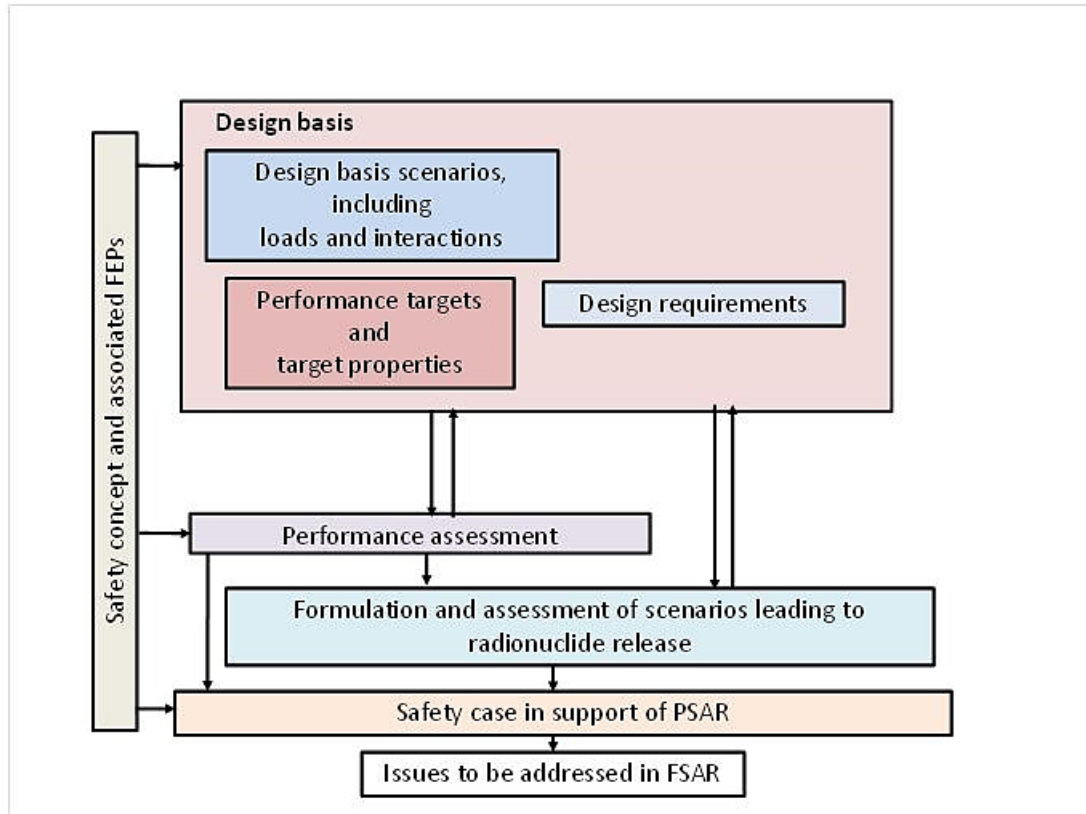 Safety concept and associated FEPs
Design basis
Design basis scenarios,
including
loads and interactions
Performance targets
and
target properties
Design requirements
Performance assessment
Formulation and assessment of scenarios leading to
radionuclide release
Safety case in support of PSAR
Issues to be addressed in FSAR